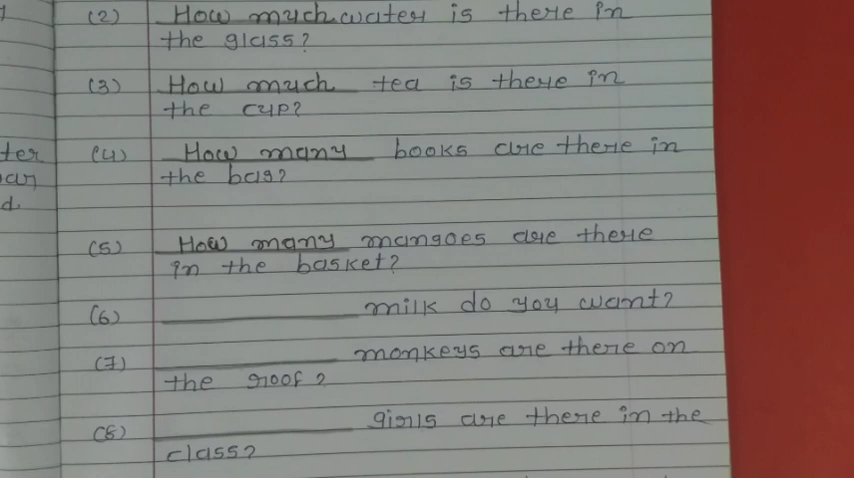 (2) How much water is there in
the glass?
(3) How much tea is there in
the cup?
ter
(4) How many books are there in
the bag?
d.
(5) How many mangoes are there
in the basket?
(6) ____________ milk do you want?
(7) ____________ monkeys are there on
the roof?
(8) ____________ girls are there in the
class?